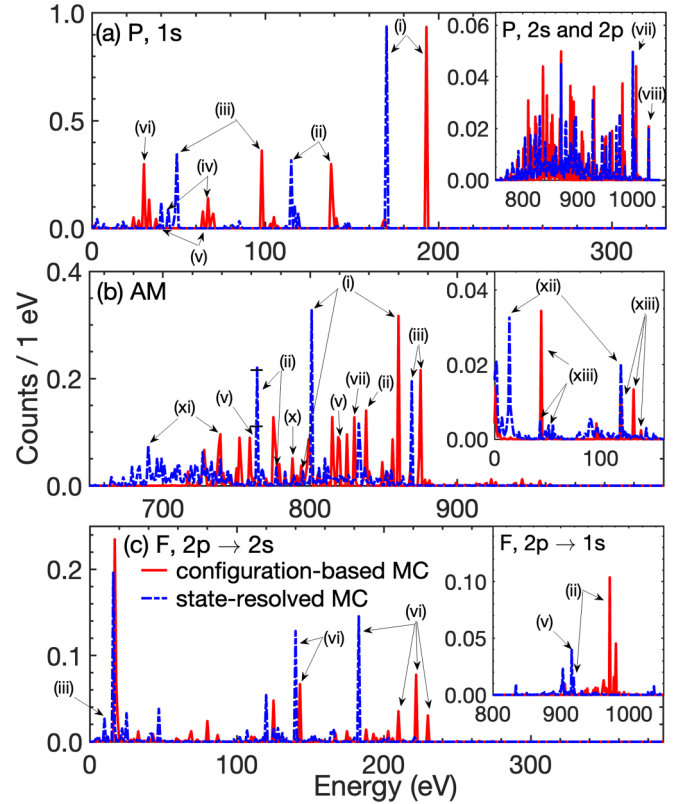 (a) P, 1s
(i)
P, 2s and 2p
(vii)
(viii)
(vi)
(iii)
(ii)
(iv)
(v)
1.0
0.5
0.0
0 100 200 300
0.06
0.04
0.02
0.00
800 900 1000
(b) AM
(i)
(iii)
(ii)
(v)
(vii)
(ii)
(v)
(x)
(xi)
0.4
0.2
0.0
700 800 900
(xii)
(xiii)
(xiii)
0.04
0.02
0.00
0 100
Counts / 1 eV
(c) F, 2p → 2s
configuration-based MC
state-resolved MC
(iii)
(vi)
(vi)
0.2
0.1
0.0
0 100 200 300
F, 2p → 1s
(ii)
(v)
0.10
0.05
0.00
800 900 1000
Energy (eV)